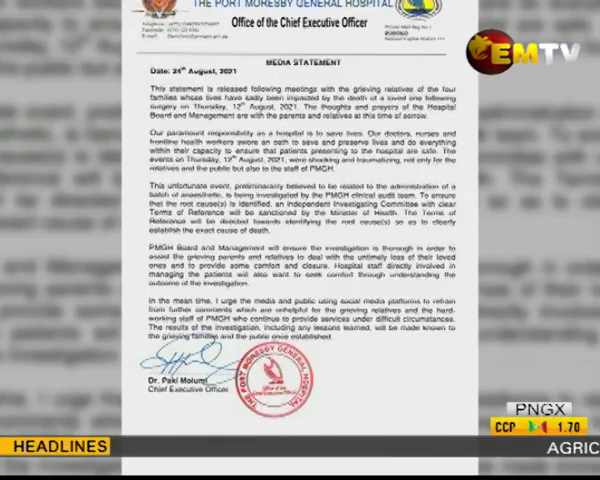 THE PORT MORESBY GENERAL HOSPITAL
Office of the Chief Executive Officer
BOROKO
EMTV
MEDIA STATEMENT
Date: 24th August, 2021
This statement is released following meetings with the grieving relatives of the four
families whose lives have sadly been impacted by the death of a loved one following
surgery on Thursday, 12th August, 2021. The thoughts and prayers of the Hospital
Board and Management are with the parents and relatives at this time of sorrow.
Our paramount responsibility as a hospital is to save lives. Our doctors, nurses and
frontline health workers swore an oath to save and preserve lives and do everything
within their capacity to ensure that patients presenting to the hospital are safe. The
events on Thursday, 12th August, 2021, were shocking and traumatizing, not only for the
relatives and the public but also to the staff of PMGH.
This unfortunate event, preliminarily believed to be related to the administration of a
batch of anaesthetic, is being investigated by the PMGH clinical audit team. To ensure
that the root cause(s) is identified, an Independent Investigating Committee with clear
Terms of Reference will be sanctioned by the Minister of Health. The Terms of
Reference will be directed towards identifying the root cause(s) so as to clearly
establish the exact cause of death.
PMGH Board and Management will ensure the investigation is thorough in order to
assist the grieving parents and relatives to deal with the untimely loss of their loved
ones and to provide some comfort and closure. Hospital staff directly involved in
managing the patients will also want to seek comfort through understanding the
outcome of the investigation.
In the mean time, I urge the media and public using social media platforms to refrain
from further comments which are unhelpful for the grieving relatives and the hard-
working staff of PMGH who continue to provide services under difficult circumstances.
The results of the investigation, including any lessons learned, will be made known to
the grieving families and the public once established.
Dr. Paki Molumi
Chief Executive Officer
THE PORT MORESBY GENERAL HOSPITAL
Office of the
Chief Executive Officer
PNGX
CCP 1.70
HEADLINES
AGRIC